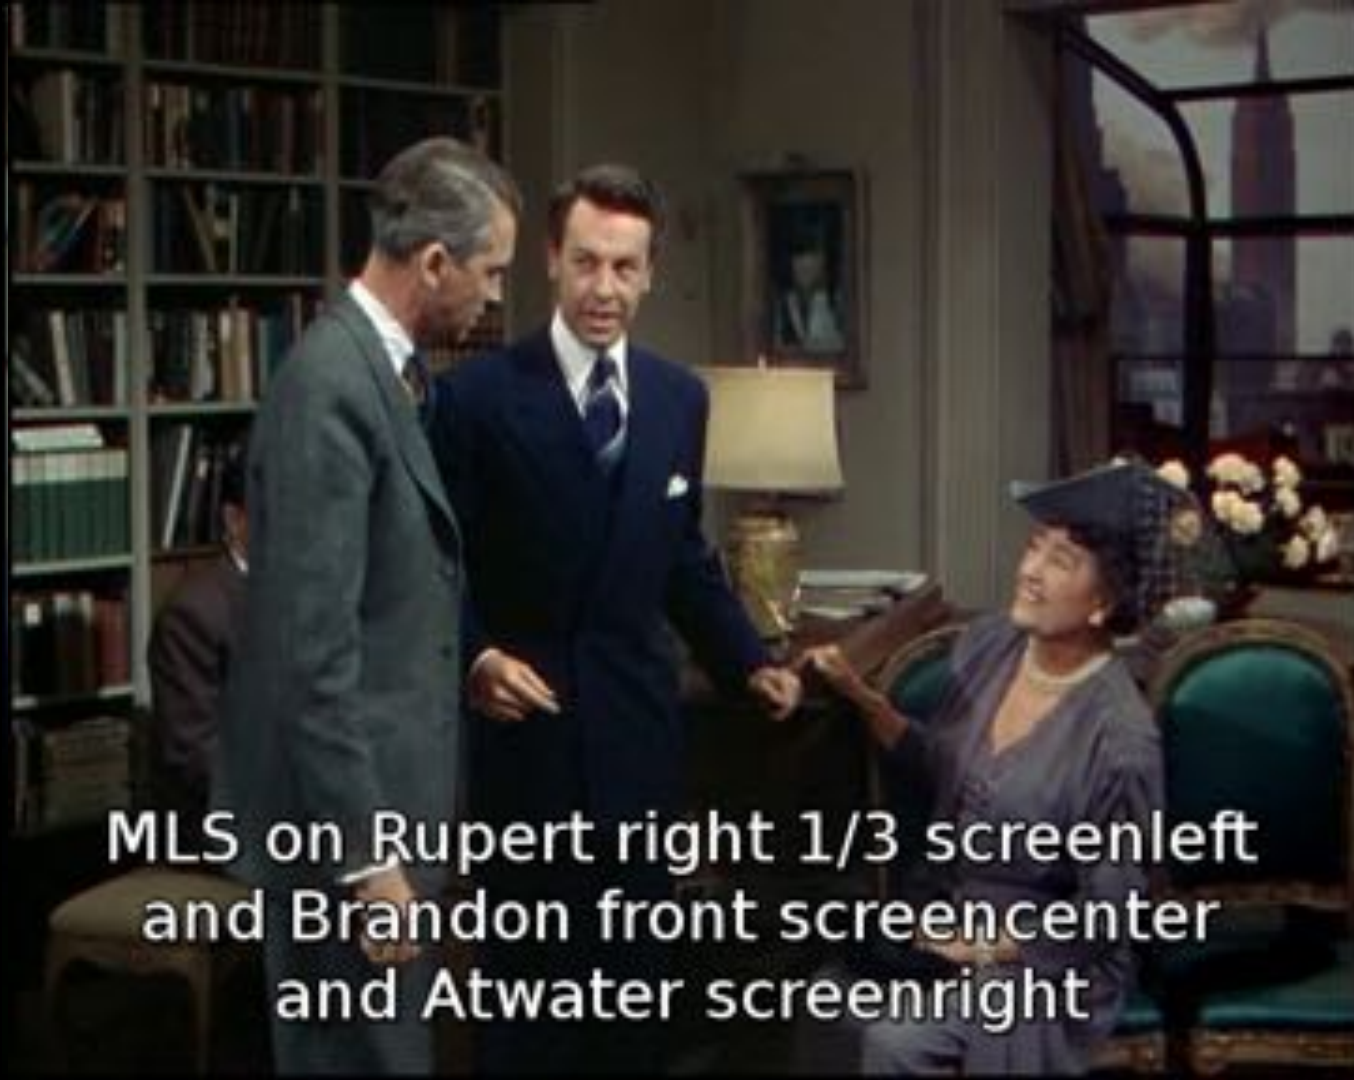 MLS on Rupert right 1/3 screenleft
and Brandon front screencenter
and Atwater screenright